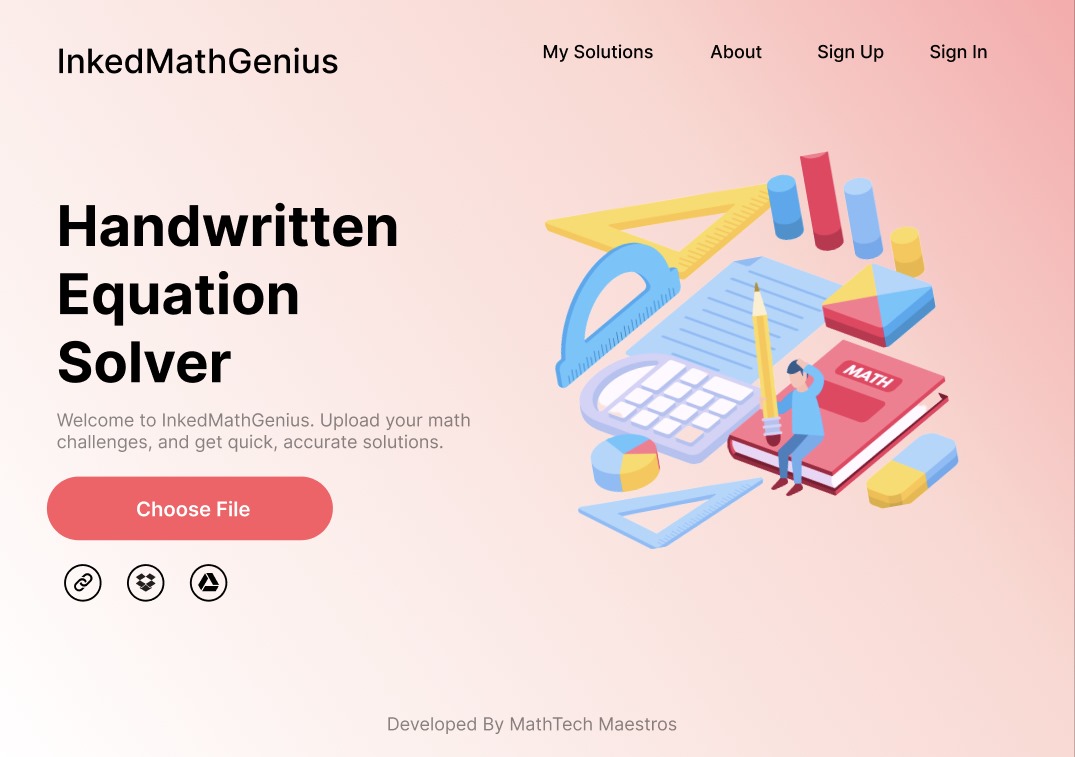 InkedMathGenius
My Solutions
About
Sign Up
Sign In
Handwritten
Equation
Solver
Welcome to InkedMathGenius. Upload your math
challenges, and get quick, accurate solutions.
Choose File
MATH
Developed By MathTech Maestros